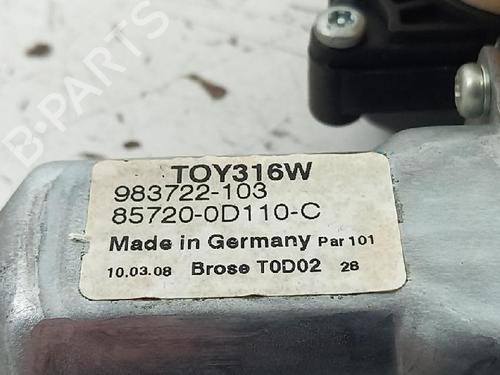 B-PARTS
TOY316W
983722-103
85720-0D110-C
Made in Germany Par 101
10.03.08 Brose T0D02 28